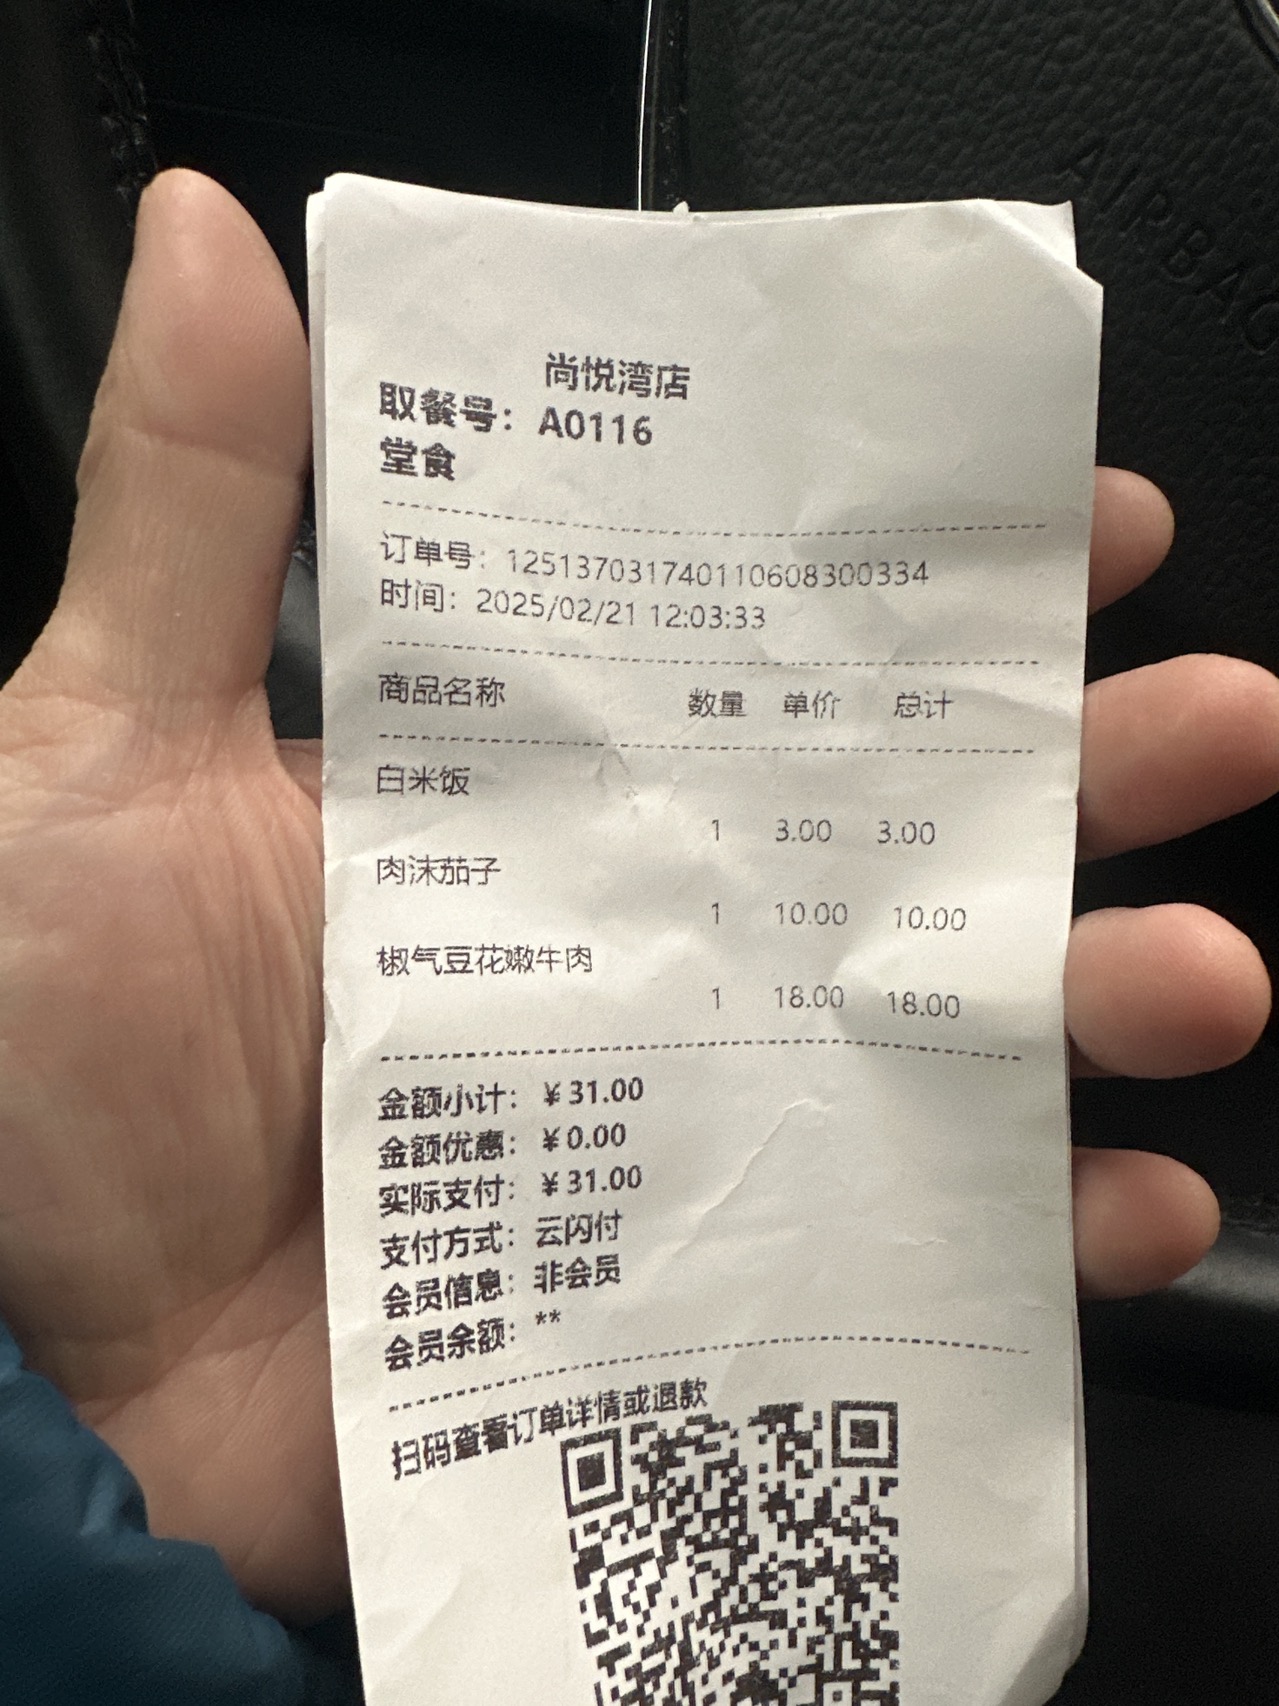 AIRBAG
尚悦湾店
取餐号：A0116
堂食
订单号：125137031740110608300334
时间：2025/02/21 12:03:33
商品名称 数量 单价 总计
白米饭
1 3.00 3.00
肉沫茄子
1 10.00 10.00
椒气豆花嫩牛肉
1 18.00 18.00
金额小计：￥31.00
金额优惠：￥0.00
实际支付：￥31.00
支付方式：云闪付
会员信息：非会员
会员余额：**
扫码查看订单详情或退款